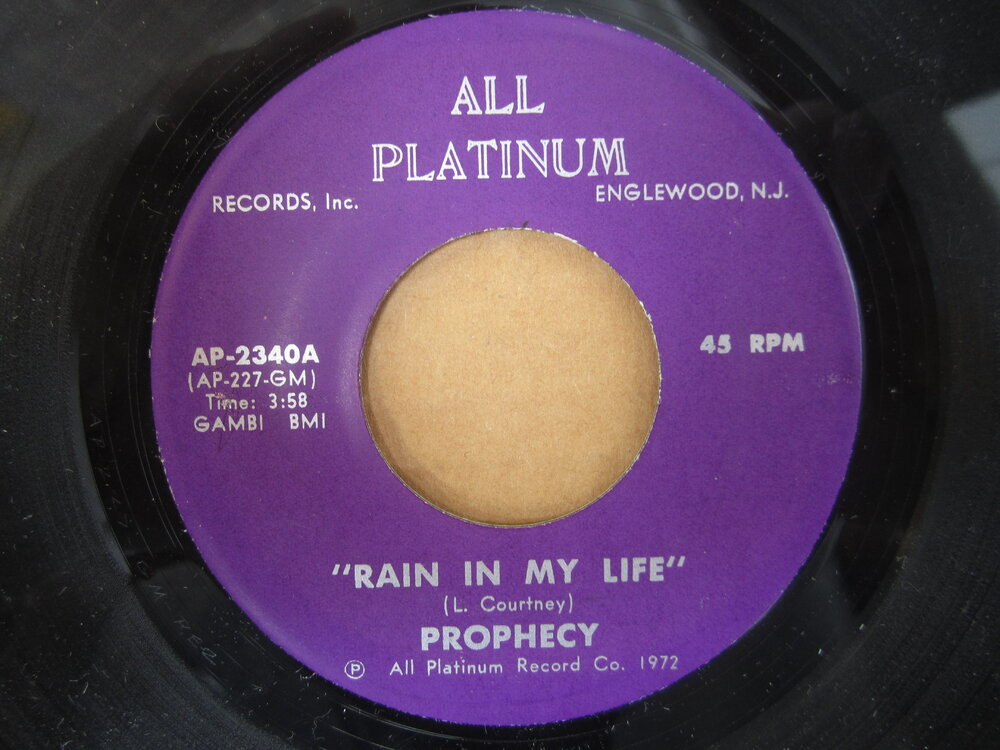 ALL
PLATINUM
RECORDS, Inc.
ENGLEWOOD, N.J.
AP-2340A
(AP-227-GM)
Time: 3:58
GAMBI BMI
45 RPM
"RAIN IN MY LIFE"
(L. Courtney)
PROPHECY
Ⓟ All Platinum Record Co. 1972